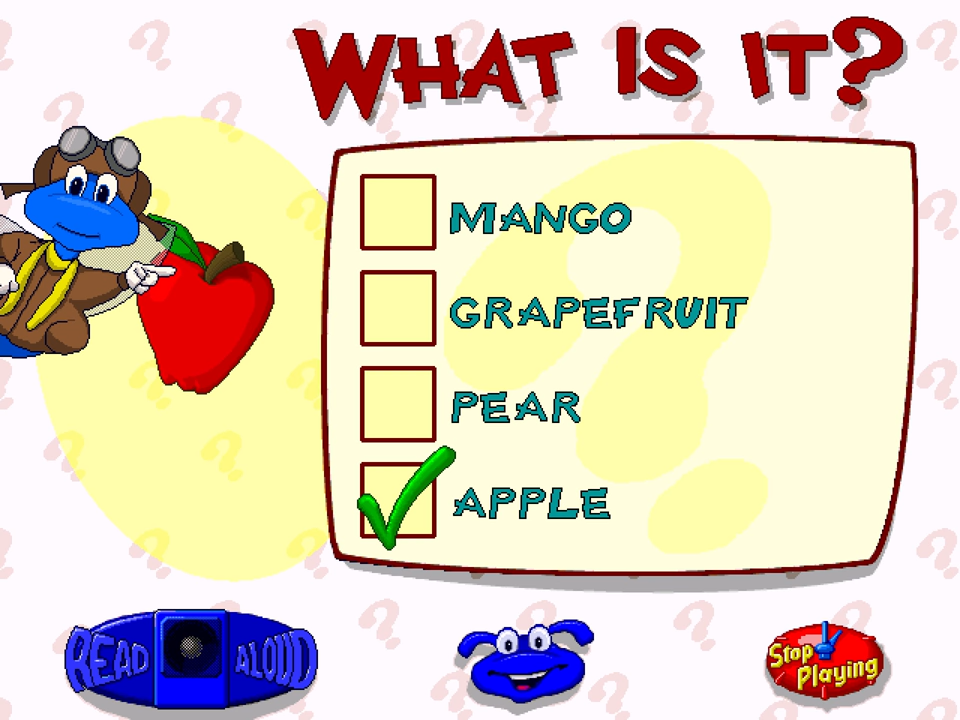 WHAT IS IT?
MANGO
GRAPEFRUIT
PEAR
APPLE
READ ALOUD
Stop
Playing